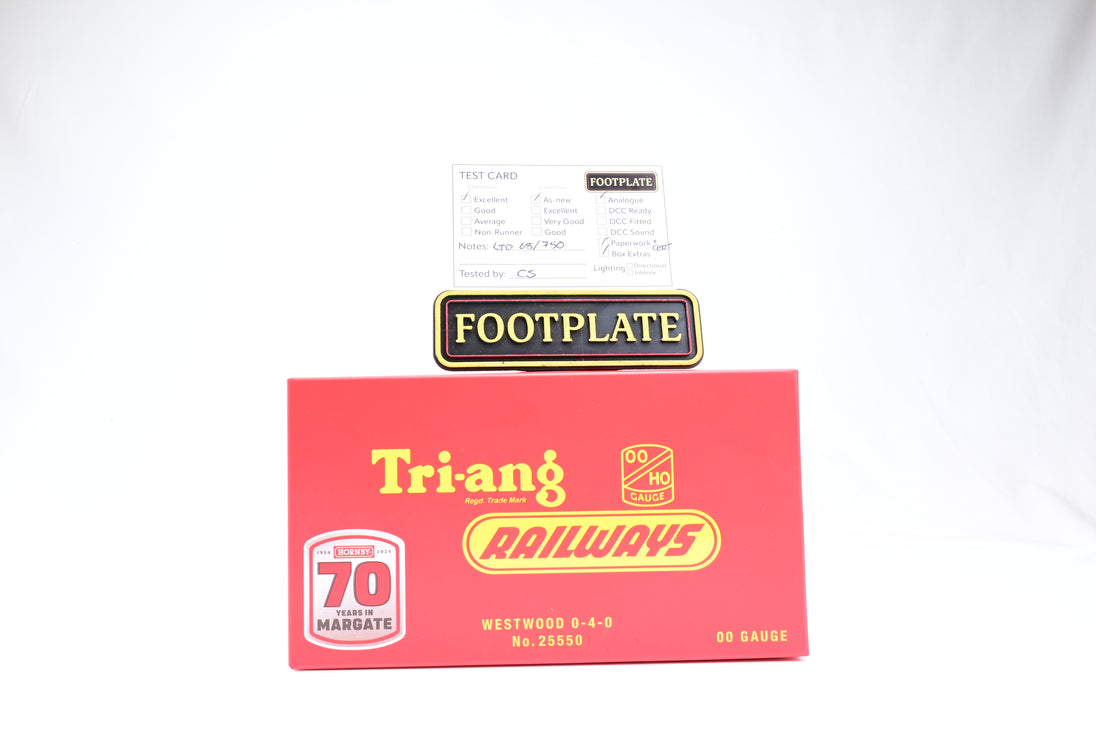 TEST CARD
FOOTPLATE
Excellent
Good
Average
Non-Runner
As-new
Excellent
Very Good
Good
Analogue
DCC Ready
DCC Fitted
DCC Sound
Paperwork & CERT
Box Extras
Notes: LTD 68/750
Tested by: CS
Lighting
Directional
Interior
FOOTPLATE
Tri-ang
Regd. Trade Mark
OO
HO
GAUGE
RAILWAYS
1954 HORNBY 2024
70
YEARS IN
MARGATE
WESTWOOD 0-4-0
No. 25550
00 GAUGE